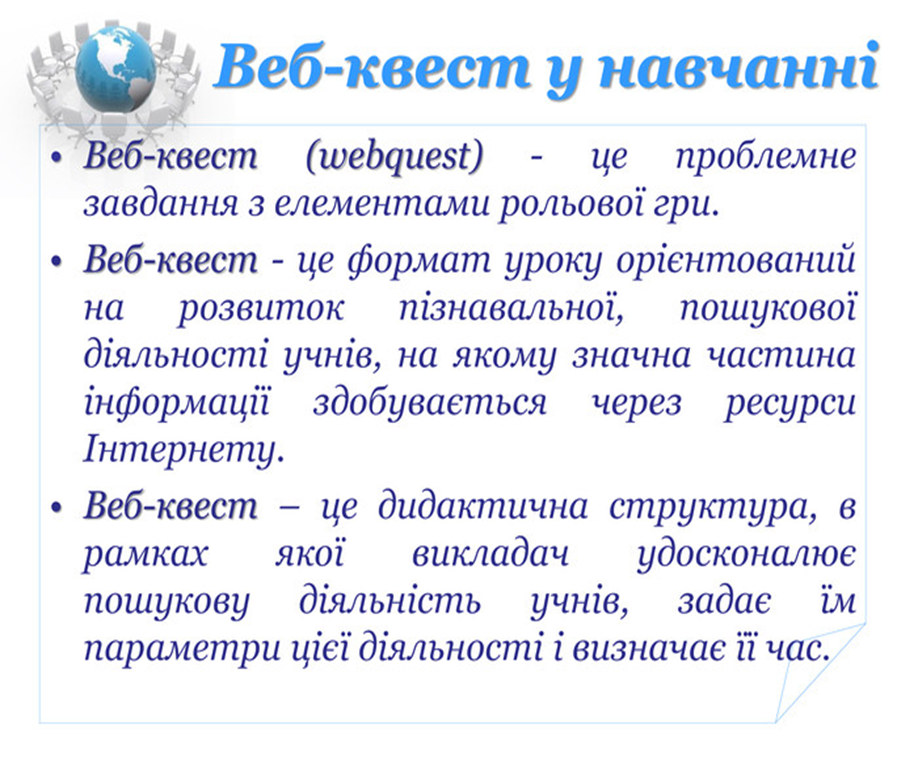 Веб-квест у навчанні
• Веб-квест (webquest) - це проблемне
завдання з елементами рольової гри.
• Веб-квест - це формат уроку орієнтований
на розвиток пізнавальної, пошукової
діяльності учнів, на якому значна частина
інформації здобувається через ресурси
Інтернету.
• Веб-квест – це дидактична структура, в
рамках якої викладач удосконалює
пошукову діяльність учнів, задає їм
параметри цієї діяльності і визначає її час.